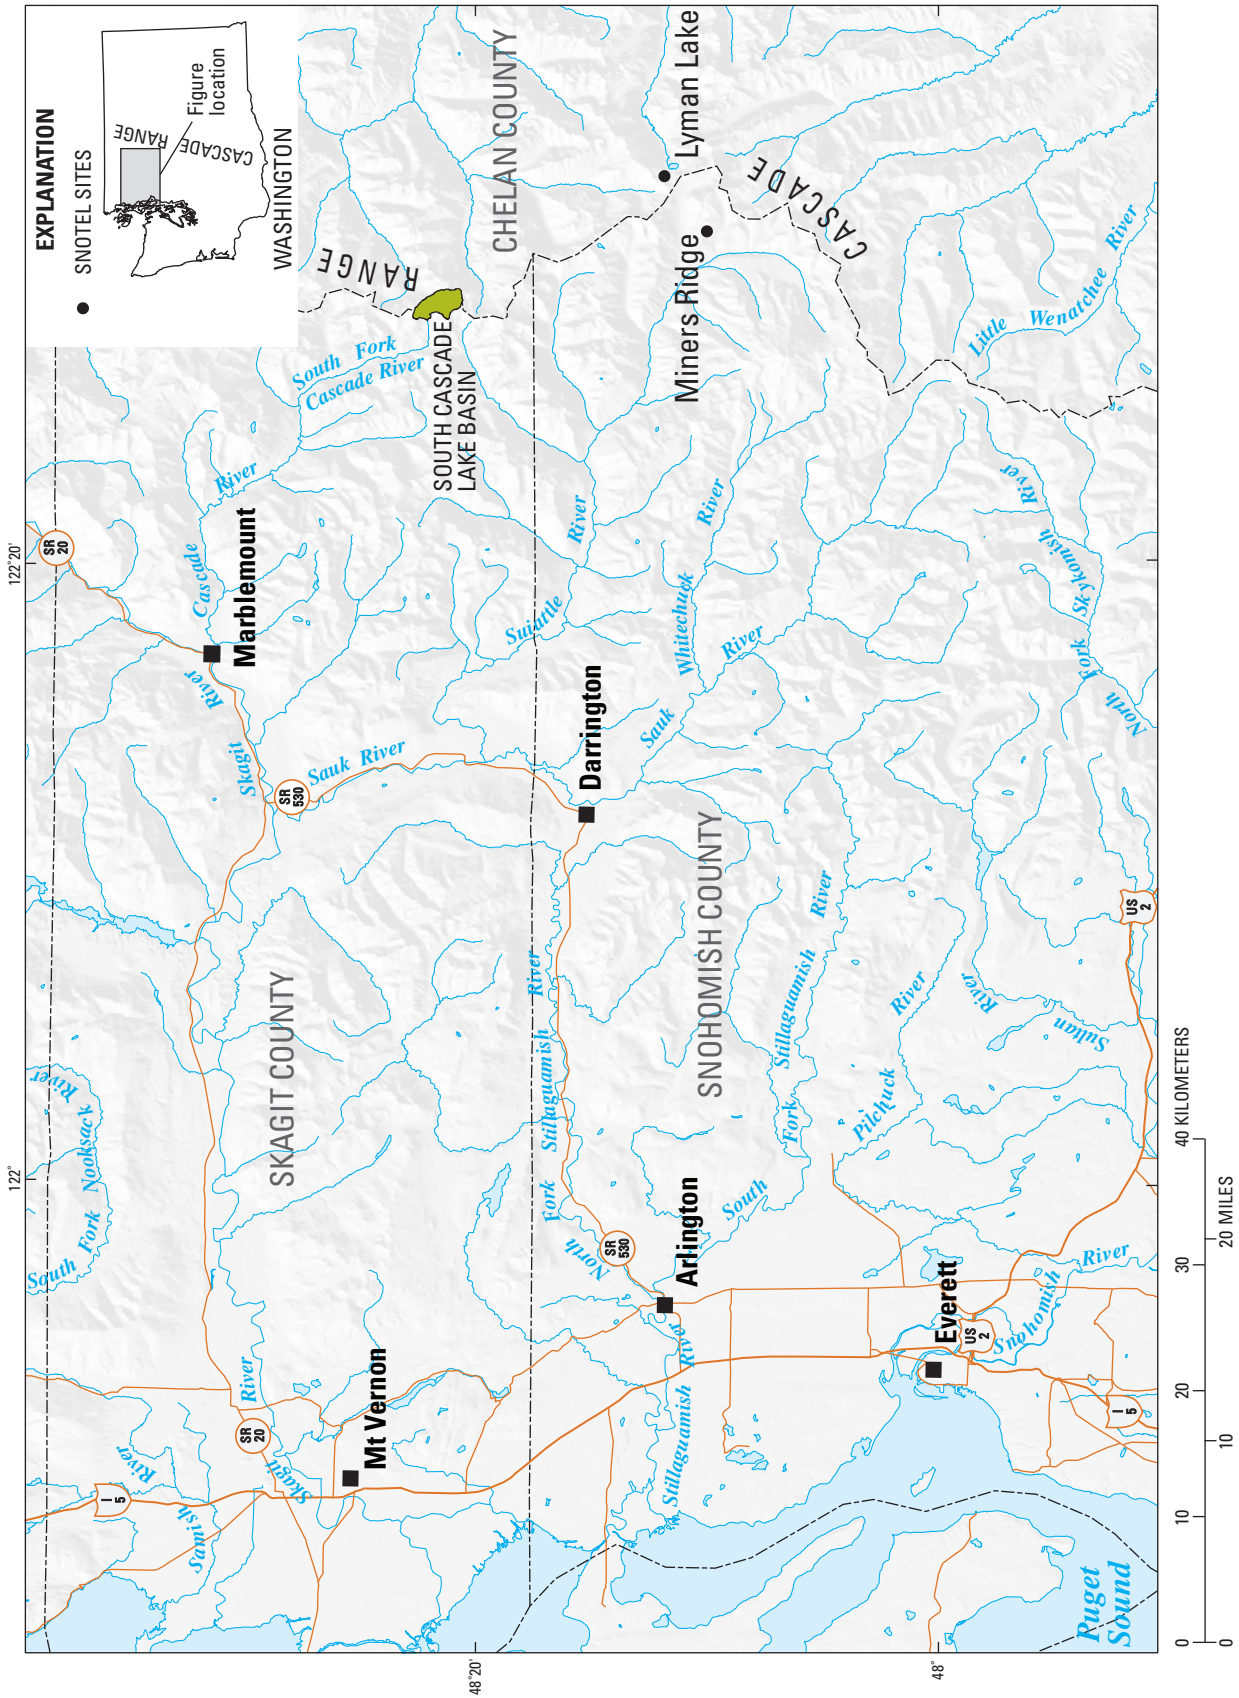 EXPLANATION
SNOTEL SITES
CASCADE
RANGE
Figure
location
WASHINGTON
122°
122°20'
48°20'
48°
South Fork Nooksack River
SR
20
Samish River
I
5
Skagit River
SR
20
Mt Vernon
SKAGIT COUNTY
Skagit River
SR
530
Sauk River
Marblemount
Cascade River
South Fork
Cascade River
SOUTH CASCADE
LAKE BASIN
RANGE
CHELAN COUNTY
Suiattle River
North Fork Stillaguamish River
SR
530
Arlington
Stillaguamish River
Darrington
Sauk River
Whitechuck River
Miners Ridge
Lyman Lake
CASCADE
SNOHOMISH COUNTY
South Fork Stillaguamish River
Pilchuck River
Sultan River
Little Wenatchee River
North Fork Skykomish River
Everett
US
2
Snohomish River
I
5
US
2
Puget
Sound
0 10 20 30 40 KILOMETERS
0 10 20 MILES